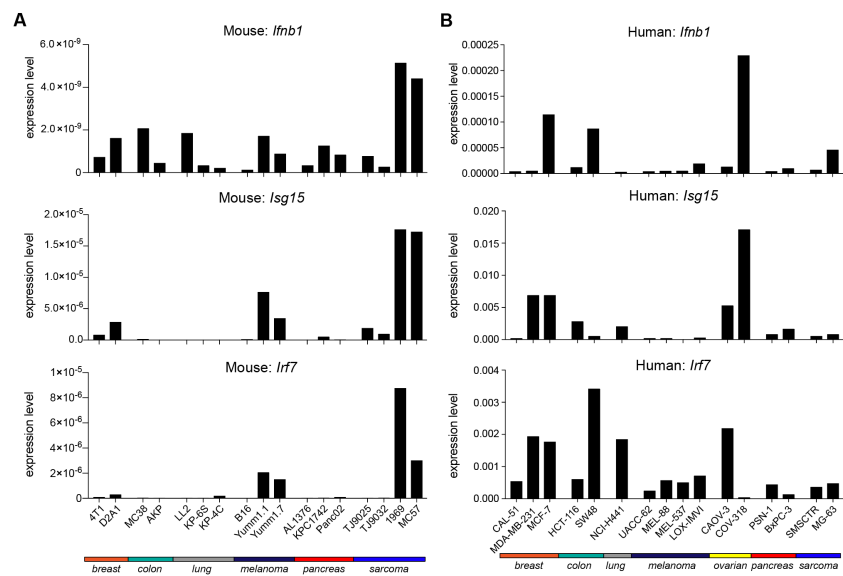 A
Mouse: Ifnb1
expression level
6.0×10⁻⁹
4.0×10⁻⁹
2.0×10⁻⁹
0
Mouse: Isg15
expression level
2.0×10⁻⁵
1.5×10⁻⁵
1.0×10⁻⁵
5.0×10⁻⁶
0.0
Mouse: Irf7
expression level
1×10⁻⁵
8×10⁻⁶
6×10⁻⁶
4×10⁻⁶
2×10⁻⁶
0
4T1
D2A1
MC38
AKP
LL2
KP-6S
KP-4C
B16
Yumm1.1
Yumm1.7
AL1376
KPC1742
Panc02
TJ9025
TJ9032
1969
MC57
breast
colon
lung
melanoma
pancreas
sarcoma
B
Human: Ifnb1
expression level
0.00025
0.00020
0.00015
0.00010
0.00005
0.00000
Human: Isg15
expression level
0.020
0.015
0.010
0.005
0.000
Human: Irf7
expression level
0.004
0.003
0.002
0.001
0.000
CAL-51
MDA-MB-231
MCF-7
HCT-116
SW48
NCI-H441
UACC-62
MEL-88
MEL-537
LOX-IMVI
CAOV-3
COV-318
PSN-1
BxPC-3
SMSCTR
MG-63
breast
colon
lung
melanoma
ovarian
pancreas
sarcoma